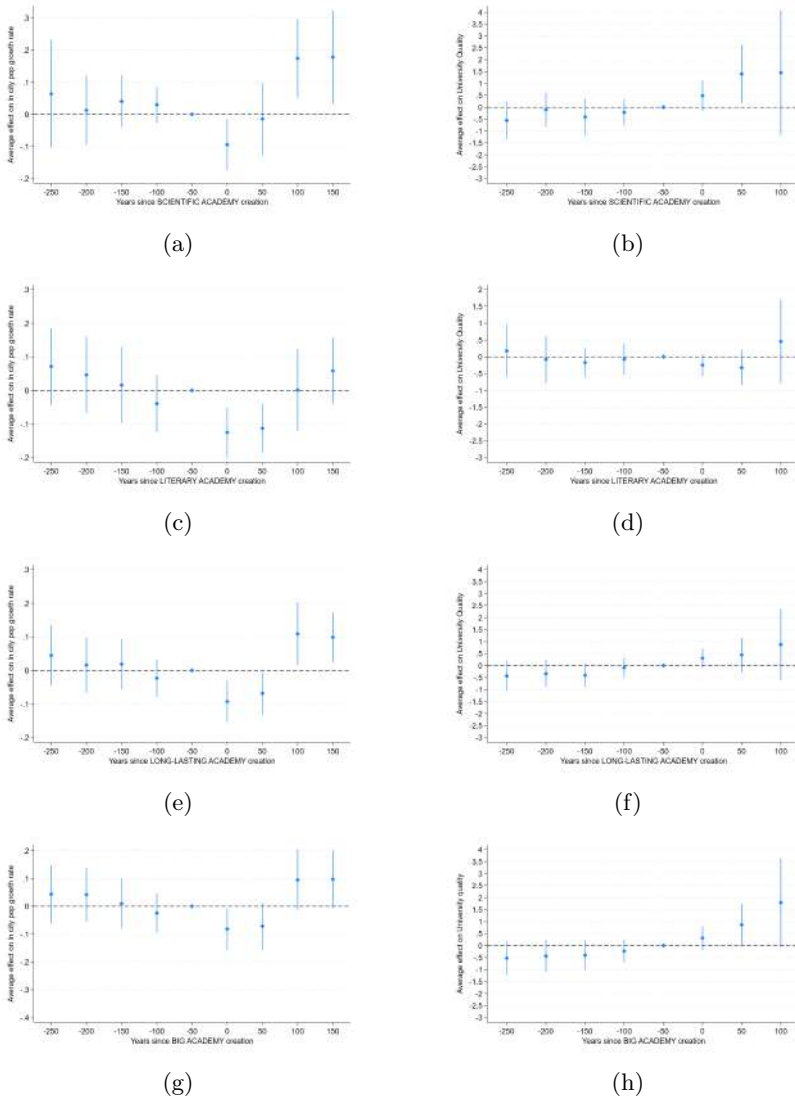 Average effect on ln city pop growth rate
.3
.2
.1
0
-.1
-.2
-250 -200 -150 -100 -50 0 50 100 150
Years since SCIENTIFIC ACADEMY creation
(a)
Average effect on University Quality
4
3.5
3
2.5
2
1.5
1
.5
0
-.5
-1
-1.5
-2
-2.5
-3
-250 -200 -150 -100 -50 0 50 100
Years since SCIENTIFIC ACADEMY creation
(b)
Average effect on ln city pop growth rate
.3
.2
.1
0
-.1
-.2
-250 -200 -150 -100 -50 0 50 100 150
Years since LITERARY ACADEMY creation
(c)
Average effect on University Quality
2
1.5
1
.5
0
-.5
-1
-1.5
-2
-2.5
-3
-250 -200 -150 -100 -50 0 50 100
Years since LITERARY ACADEMY creation
(d)
Average effect on ln city pop growth rate
.3
.2
.1
0
-.1
-.2
-250 -200 -150 -100 -50 0 50 100 150
Years since LONG-LASTING ACADEMY creation
(e)
Average effect on University Quality
4
3.5
3
2.5
2
1.5
1
.5
0
-.5
-1
-1.5
-2
-2.5
-3
-250 -200 -150 -100 -50 0 50 100
Years since LONG-LASTING ACADEMY creation
(f)
Average effect on ln city pop growth rate
.2
.1
0
-.1
-.2
-.3
-.4
-250 -200 -150 -100 -50 0 50 100 150
Years since BIG ACADEMY creation
(g)
Average effect on University quality
4
3.5
3
2.5
2
1.5
1
.5
0
-.5
-1
-1.5
-2
-2.5
-3
-250 -200 -150 -100 -50 0 50 100
Years since BIG ACADEMY creation
(h)